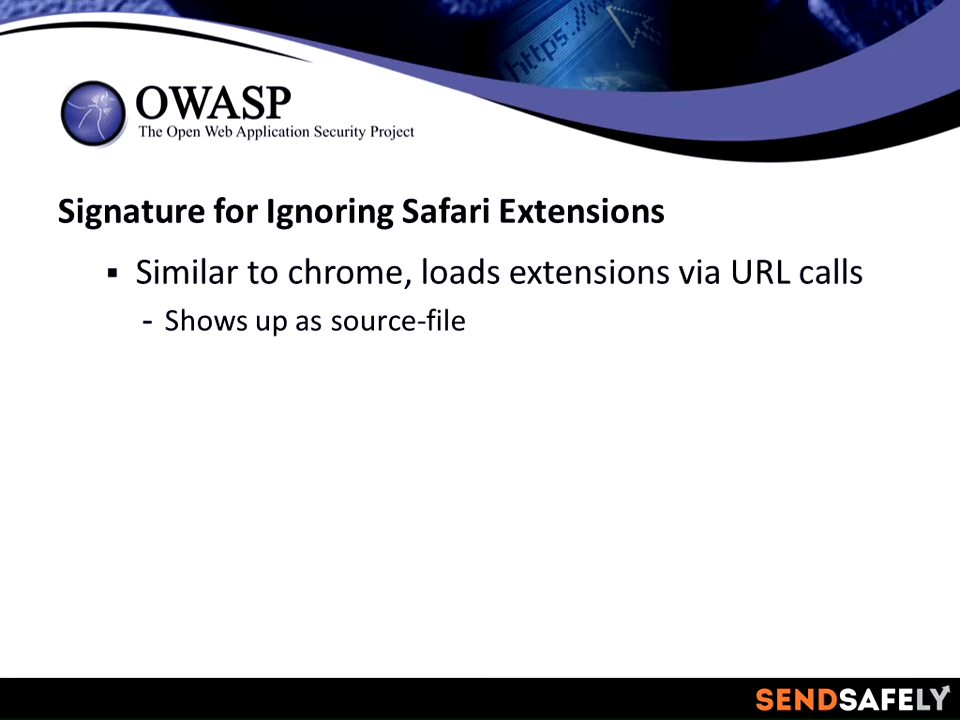 https://w
OWASP
The Open Web Application Security Project
Signature for Ignoring Safari Extensions
▪ Similar to chrome, loads extensions via URL calls
- Shows up as source-file
SENDSAFELY